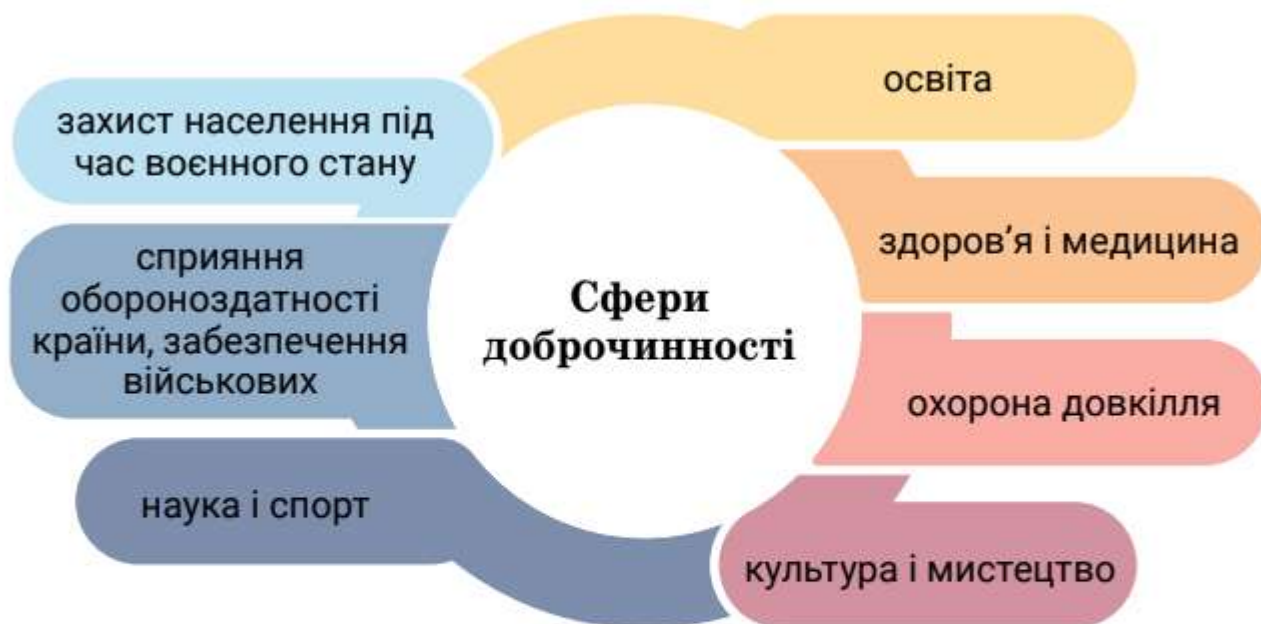 Сфери
доброчинності
освіта
здоров’я і медицина
охорона довкілля
культура і мистецтво
наука і спорт
сприяння
обороноздатності
країни, забезпечення
військових
захист населення під
час воєнного стану